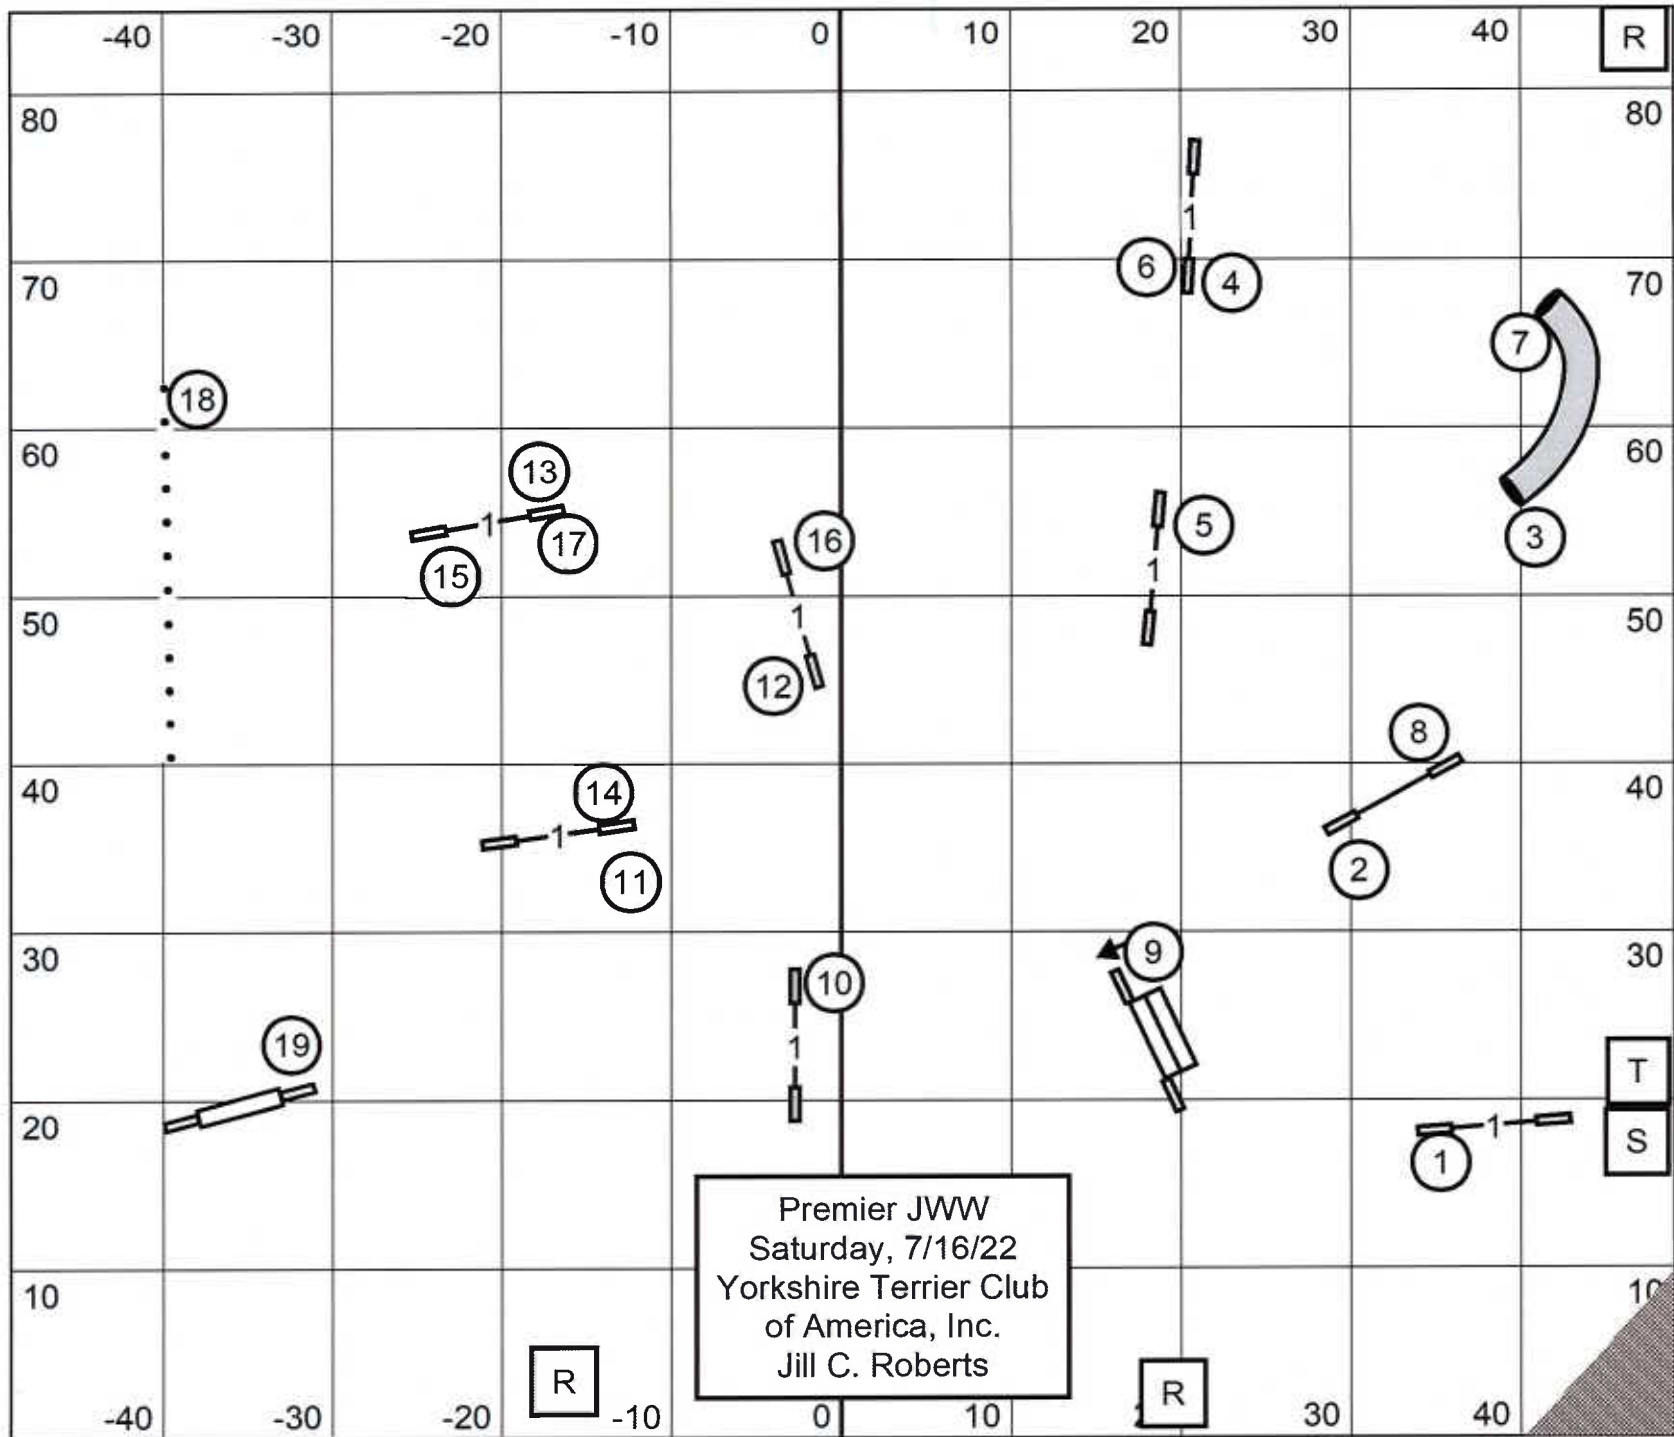 -40 -30 -20 -10 0 10 20 30 40 R
80 80
1
70 6 4 70
7
18
60 13 60
1 17 16 5 3
15 1
50 1 50
12
8
40 14 40
1 2
11
30 9 30
10
19 1 T
20 1 S
1
Premier JWW
Saturday, 7/16/22
Yorkshire Terrier Club
of America, Inc.
Jill C. Roberts
10 10
R R
-40 -30 -20 -10 0 10 30 40